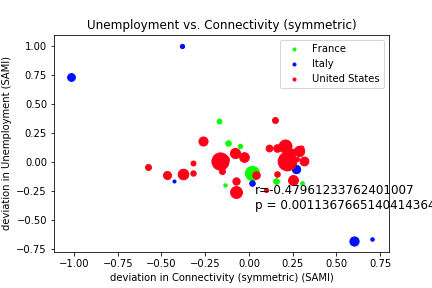 Unemployment vs. Connectivity (symmetric)
1.00
0.75
0.50
0.25
0.00
−0.25
−0.50
−0.75
deviation in Unemployment (SAMI)
France
Italy
United States
r=-0.47961233762401007
p = 0.0011367665140414364
−1.00
−0.75
−0.50
−0.25
0.00
0.25
0.50
0.75
deviation in Connectivity (symmetric) (SAMI)